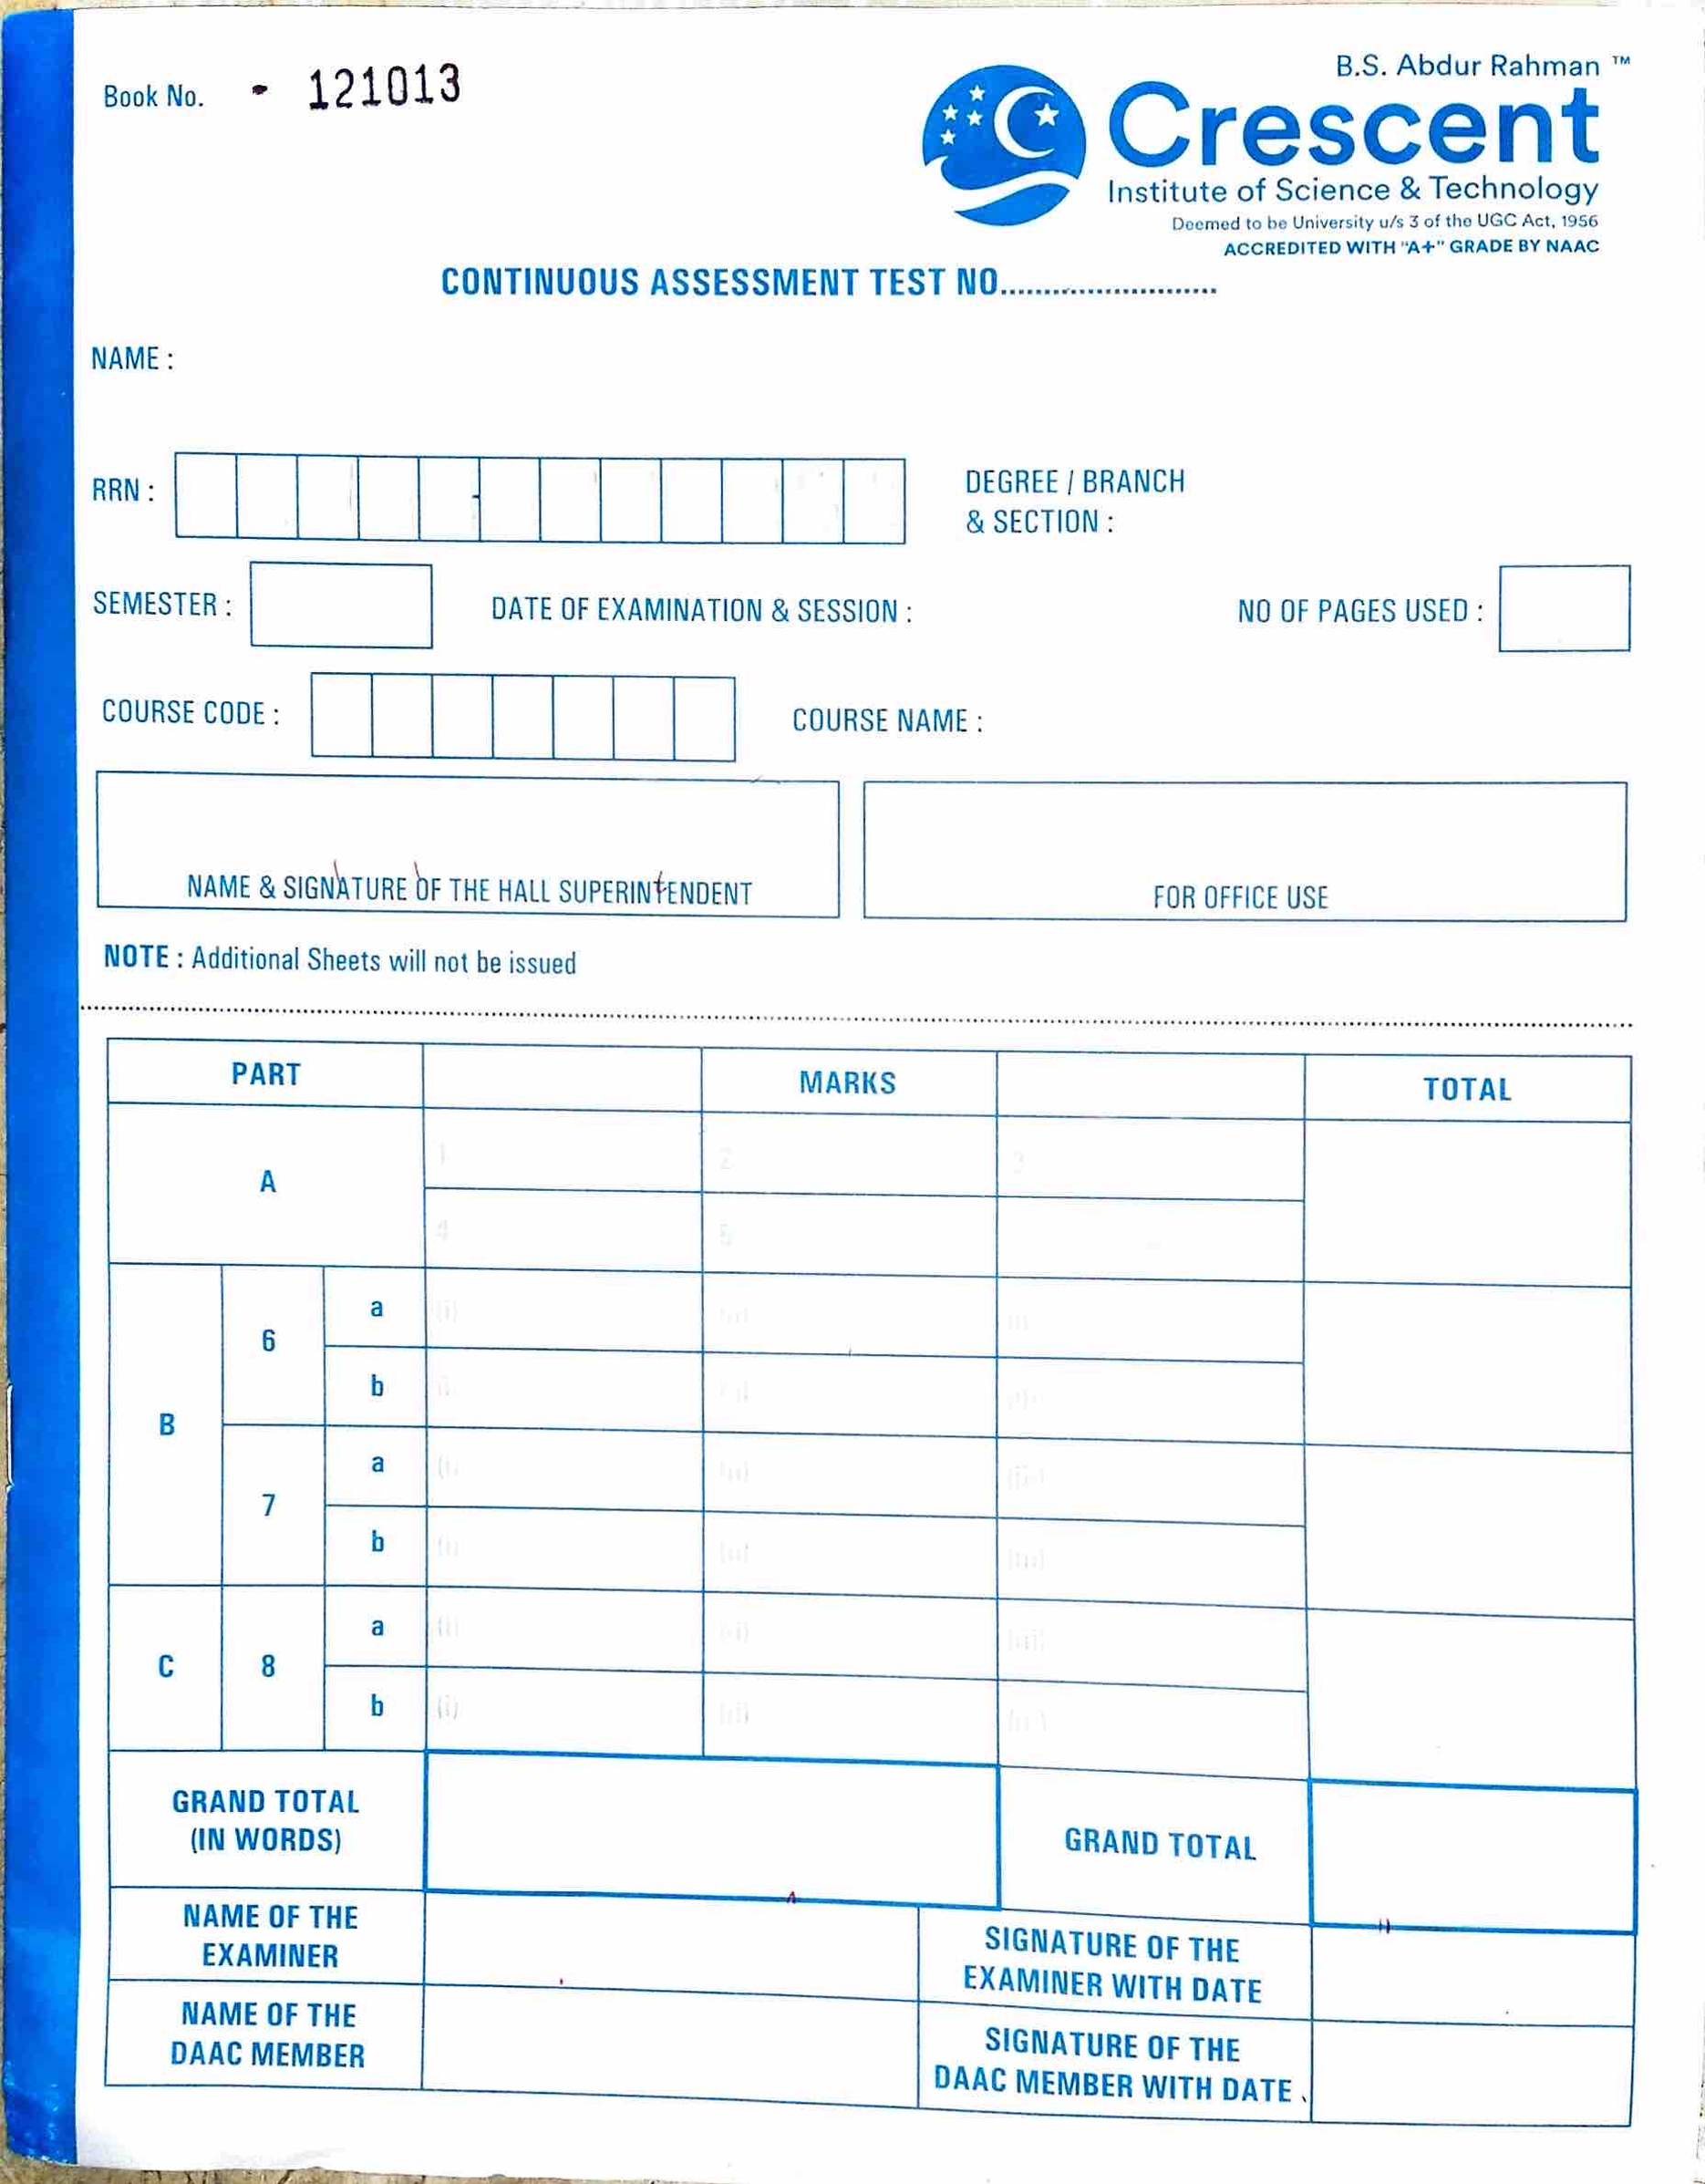 Book No. - 121013
B.S. Abdur Rahman ™
Crescent
Institute of Science & Technology
Deemed to be University u/s 3 of the UGC Act, 1956
ACCREDITED WITH "A+" GRADE BY NAAC
CONTINUOUS ASSESSMENT TEST NO.........................
NAME :
RRN :
DEGREE / BRANCH
& SECTION :
SEMESTER :
DATE OF EXAMINATION & SESSION :
NO OF PAGES USED :
COURSE CODE :
COURSE NAME :
NAME & SIGNATURE OF THE HALL SUPERINTENDENT
FOR OFFICE USE
NOTE : Additional Sheets will not be issued
PART MARKS TOTAL
A
1 2 3
4 5
B
6
a (i) (ii)
b
7
a (i) (ii) (iii)
b (i) (ii) (iii)
C
8
a (i) (ii) (iii)
b (i) (ii) (iii)
GRAND TOTAL
(IN WORDS)
GRAND TOTAL
NAME OF THE
EXAMINER
SIGNATURE OF THE
EXAMINER WITH DATE
NAME OF THE
DAAC MEMBER
SIGNATURE OF THE
DAAC MEMBER WITH DATE